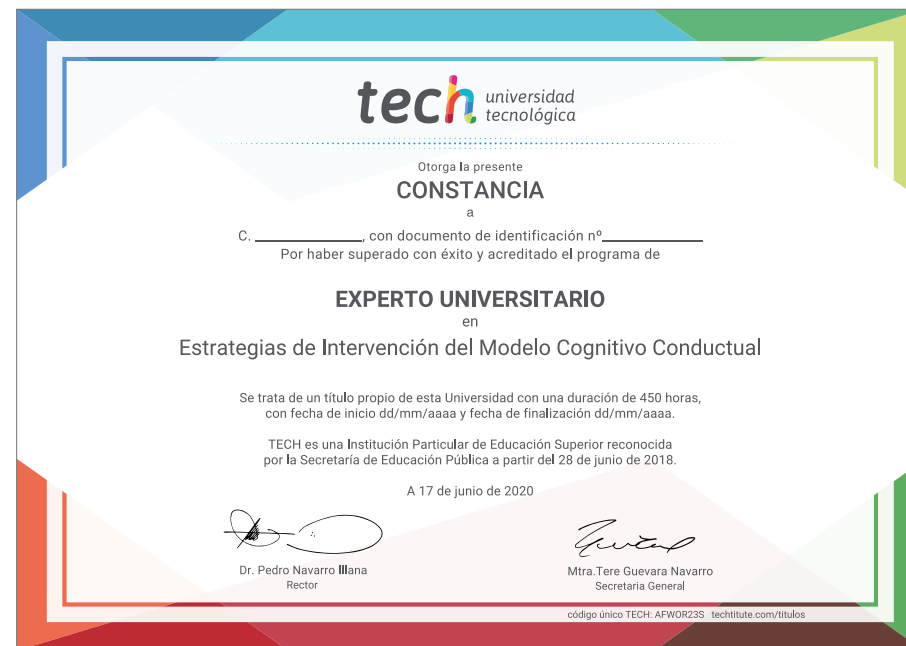 tech universidad
tecnológica
Otorga la presente
CONSTANCIA
a
C. ____________, con documento de identificación nº___________
Por haber superado con éxito y acreditado el programa de
EXPERTO UNIVERSITARIO
en
Estrategias de Intervención del Modelo Cognitivo Conductual
Se trata de un título propio de esta Universidad con una duración de 450 horas,
con fecha de inicio dd/mm/aaaa y fecha de finalización dd/mm/aaaa.
TECH es una Institución Particular de Educación Superior reconocida
por la Secretaría de Educación Pública a partir del 28 de junio de 2018.
A 17 de junio de 2020
Dr. Pedro Navarro Illana
Rector
Mtra.Tere Guevara Navarro
Secretaria General
código único TECH: AFWOR23S techtitute.com/titulos